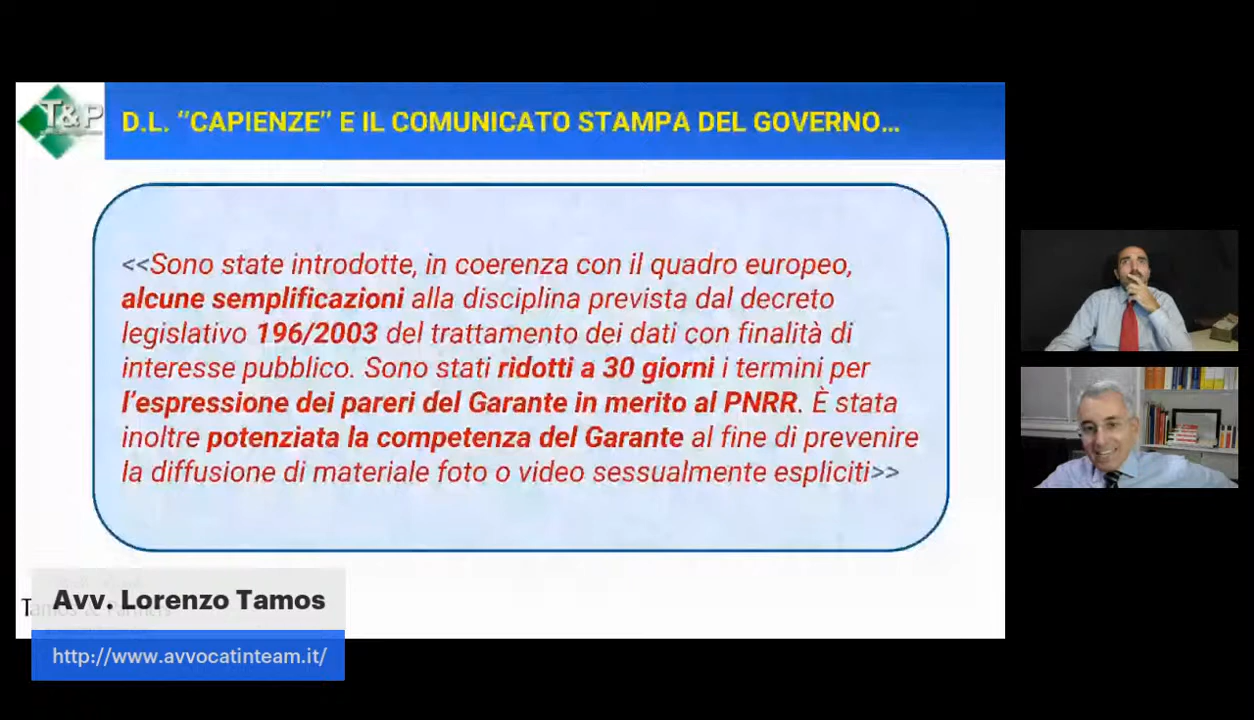 T&P
D.L. “CAPIENZE” E IL COMUNICATO STAMPA DEL GOVERNO…
<<Sono state introdotte, in coerenza con il quadro europeo,
alcune semplificazioni alla disciplina prevista dal decreto
legislativo 196/2003 del trattamento dei dati con finalità di
interesse pubblico. Sono stati ridotti a 30 giorni i termini per
l’espressione dei pareri del Garante in merito al PNRR. È stata
inoltre potenziata la competenza del Garante al fine di prevenire
la diffusione di materiale foto o video sessualmente espliciti>>
Avv. Lorenzo Tamos
http://www.avvocatinteam.it/